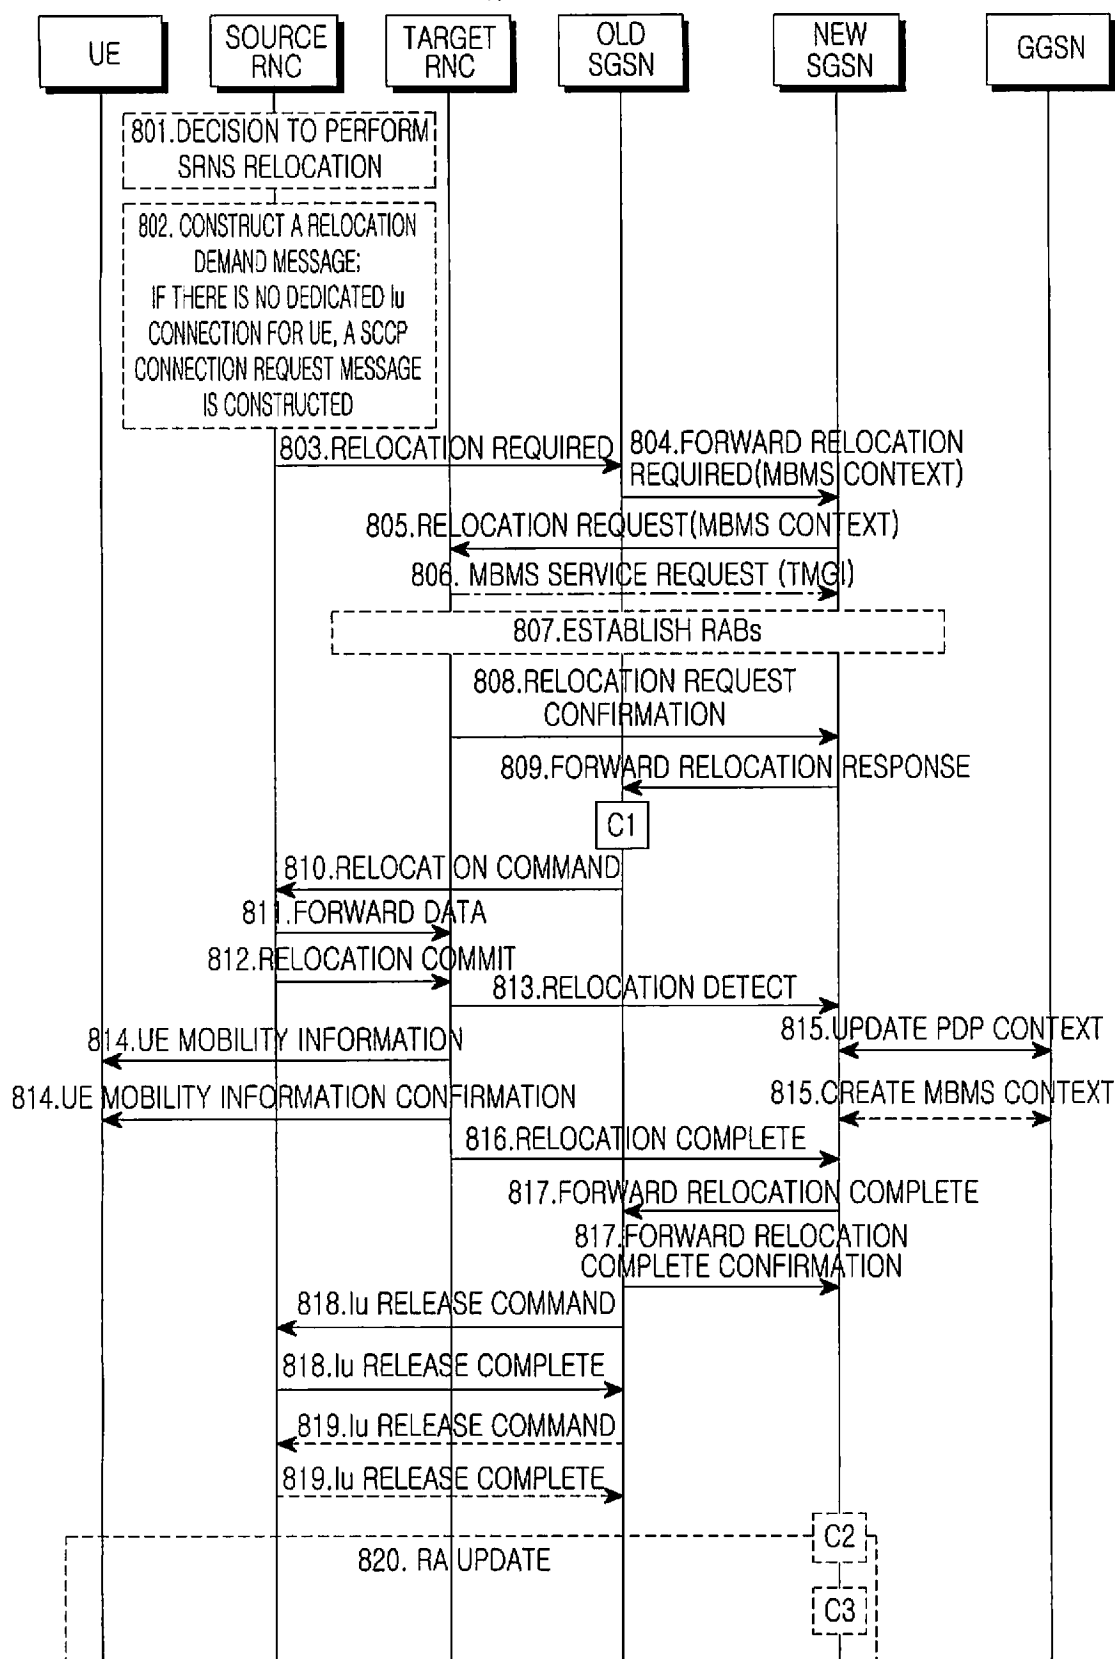 UE
SOURCE
RNC
TARGET
RNC
OLD
SGSN
NEW
SGSN
GGSN
801.DECISION TO PERFORM
SRNS RELOCATION
802. CONSTRUCT A RELOCATION
DEMAND MESSAGE;
IF THERE IS NO DEDICATED Iu
CONNECTION FOR UE, A SCCP
CONNECTION REQUEST MESSAGE
IS CONSTRUCTED
803.RELOCATION REQUIRED
804.FORWARD RELOCATION
REQUIRED(MBMS CONTEXT)
805.RELOCATION REQUEST(MBMS CONTEXT)
806. MBMS SERVICE REQUEST (TMGI)
807.ESTABLISH RABs
808.RELOCATION REQUEST
CONFIRMATION
809.FORWARD RELOCATION RESPONSE
C1
810.RELOCATION COMMAND
811.FORWARD DATA
812.RELOCATION COMMIT
813.RELOCATION DETECT
814.UE MOBILITY INFORMATION
815.UPDATE PDP CONTEXT
814.UE MOBILITY INFORMATION CONFIRMATION
815.CREATE MBMS CONTEXT
816.RELOCATION COMPLETE
817.FORWARD RELOCATION COMPLETE
817.FORWARD RELOCATION
COMPLETE CONFIRMATION
818.Iu RELEASE COMMAND
818.Iu RELEASE COMPLETE
819.Iu RELEASE COMMAND
819.Iu RELEASE COMPLETE
C2
820. RA UPDATE
C3